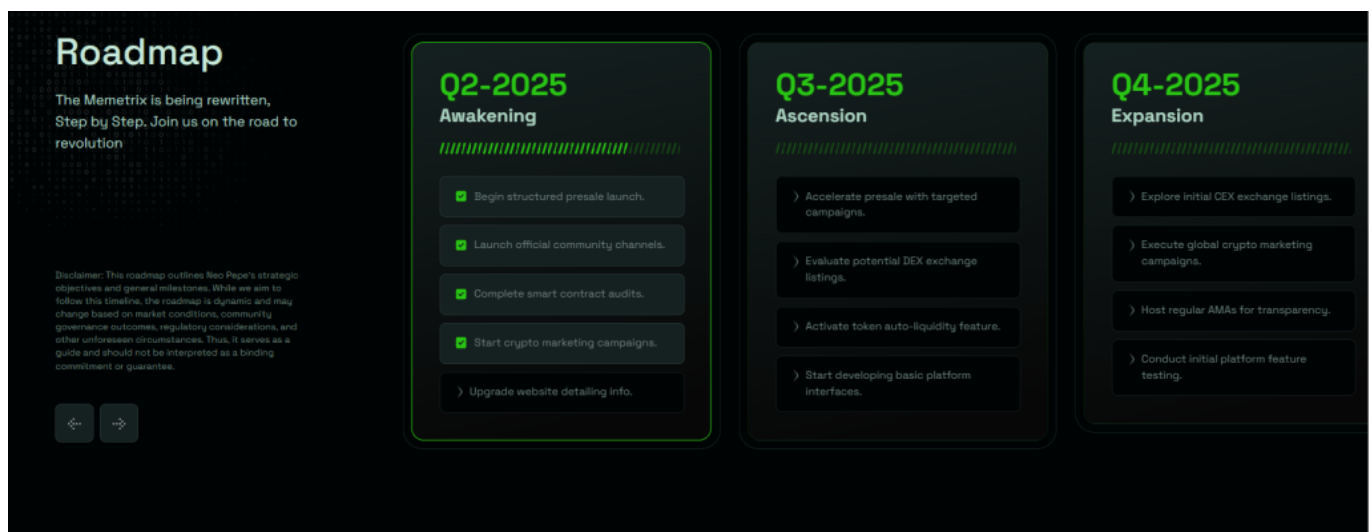 Roadmap
The Memetrix is being rewritten,
Step by Step. Join us on the road to
revolution
Disclaimer: This roadmap outlines Neo Pepe's strategic
objectives and general milestones. While we aim to
follow this timeline, the roadmap is dynamic and may
change based on market conditions, community
governance outcomes, regulatory considerations, and
other unforeseen circumstances. Thus, it serves as a
guide and should not be interpreted as a binding
commitment or guarantee.
Q2-2025
Awakening
Begin structured presale launch.
Launch official community channels.
Complete smart contract audits.
Start crypto marketing campaigns.
Upgrade website detailing info.
Q3-2025
Ascension
Accelerate presale with targeted
campaigns.
Evaluate potential DEX exchange
listings.
Activate token auto-liquidity feature.
Start developing basic platform
interfaces.
Q4-2025
Expansion
Explore initial CEX exchange listings.
Execute global crypto marketing
campaigns.
Host regular AMAs for transparency.
Conduct initial platform feature
testing.